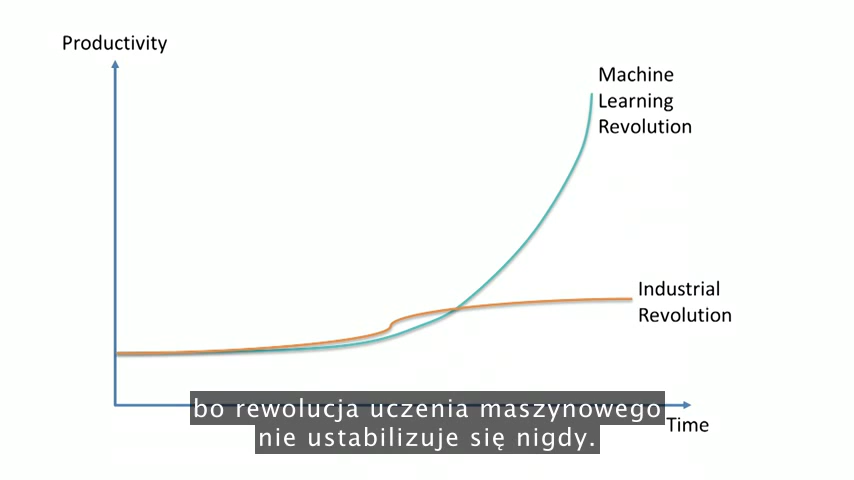 Productivity
Machine
Learning
Revolution
Industrial
Revolution
bo rewolucja uczenia maszynowego
nie ustabilizuje się nigdy.
Time